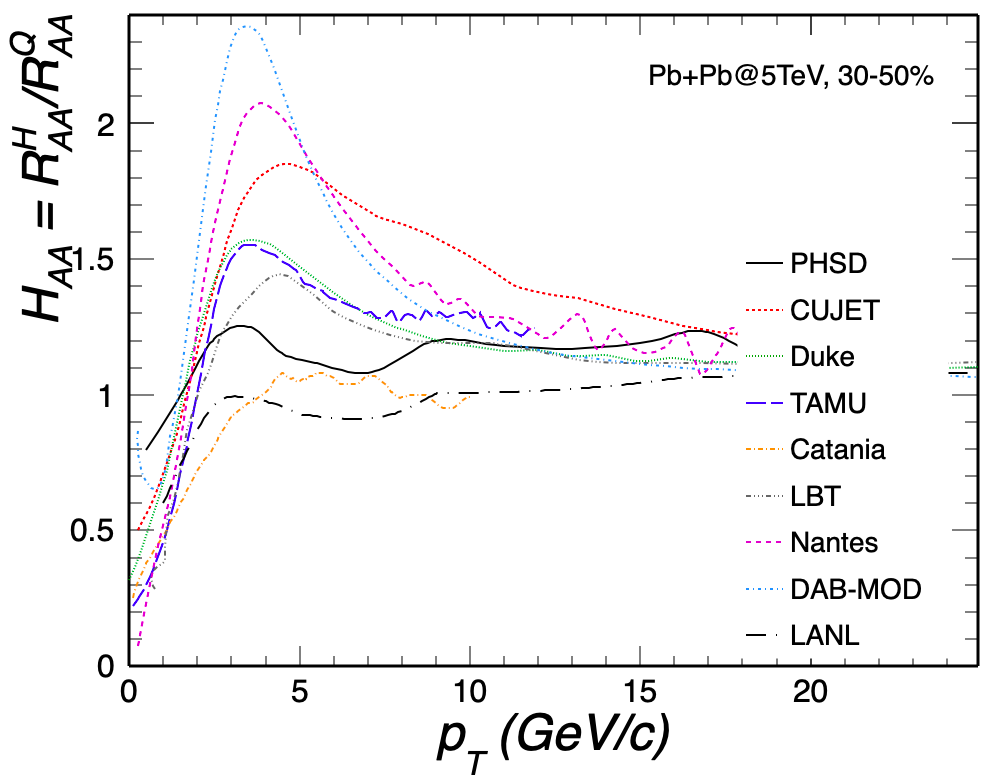 H_AA = R^H_AA/R^Q_AA
Pb+Pb@5TeV, 30-50%
2
1.5
1
0.5
0
PHSD
CUJET
Duke
TAMU
Catania
LBT
Nantes
DAB-MOD
LANL
0 5 10 15 20
p_T (GeV/c)